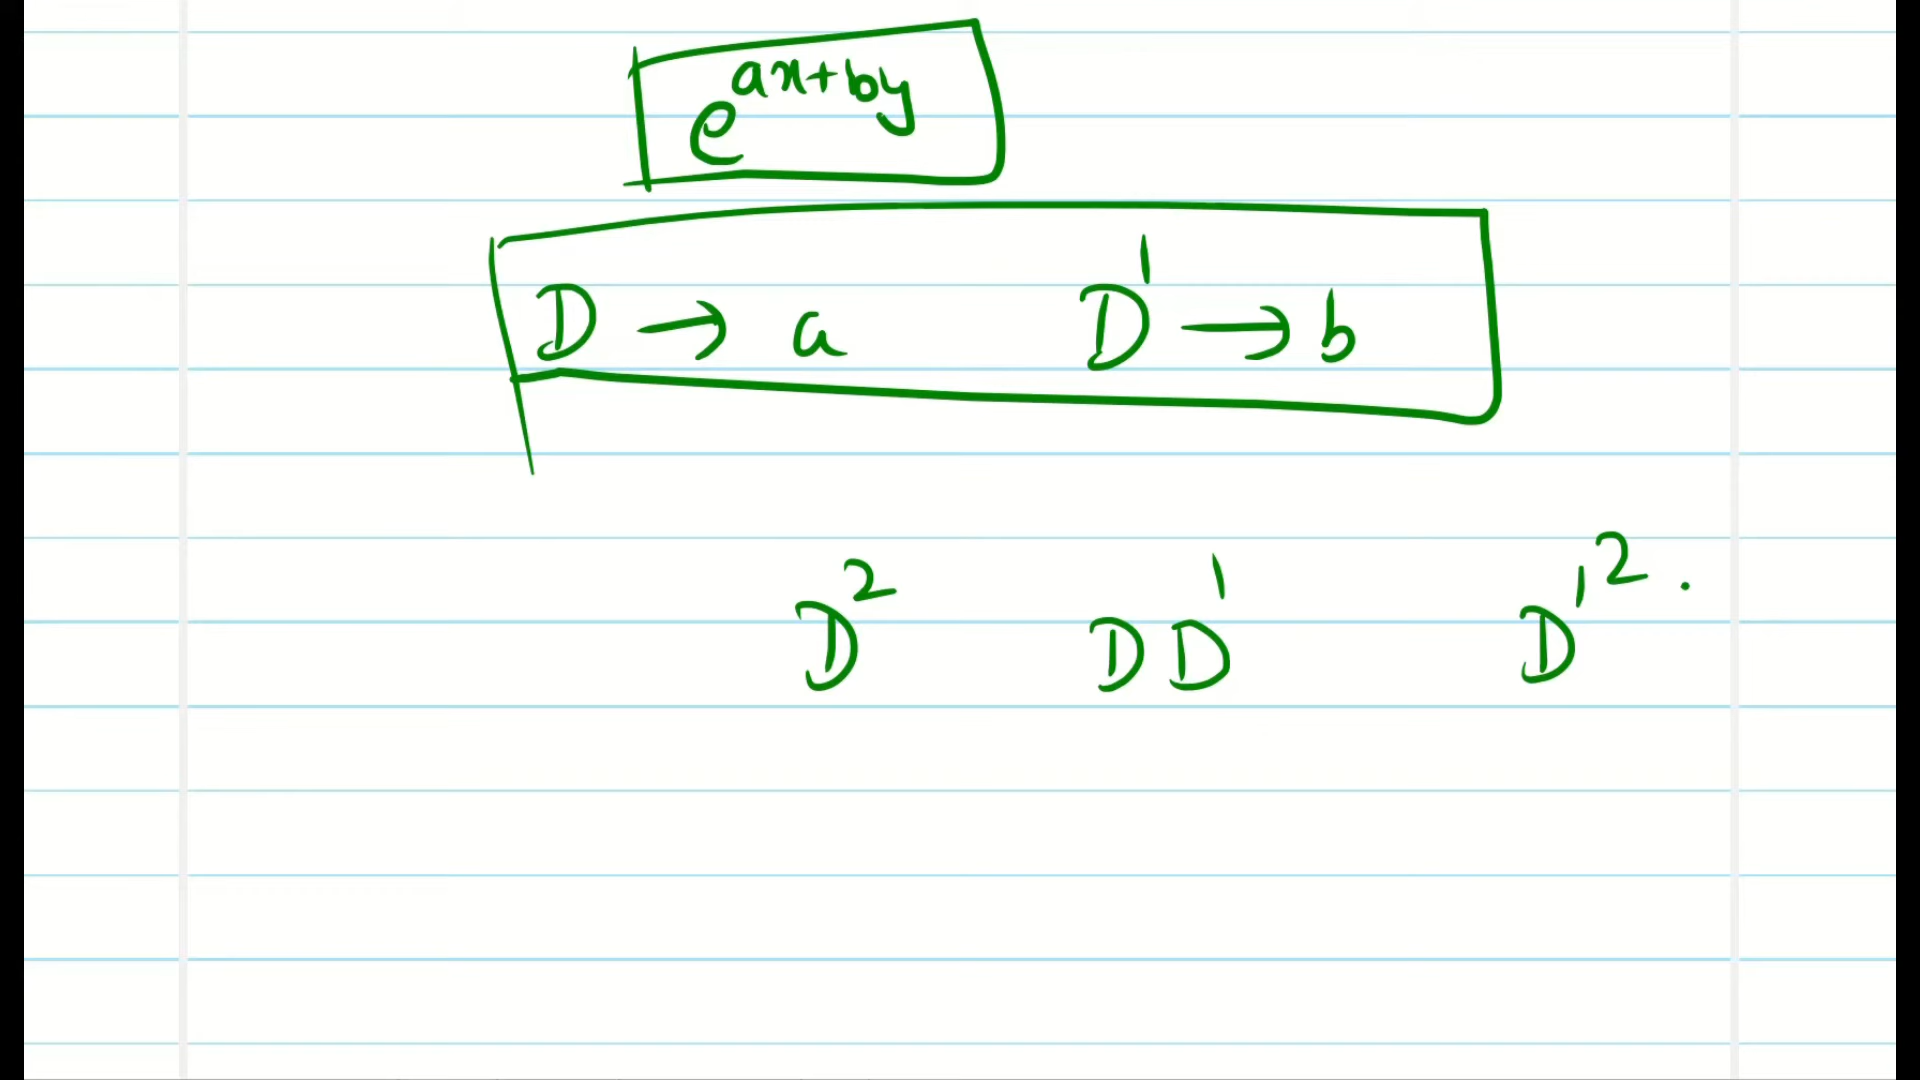 e^{ax+by}
D → a D' → b
D² DD' D'².